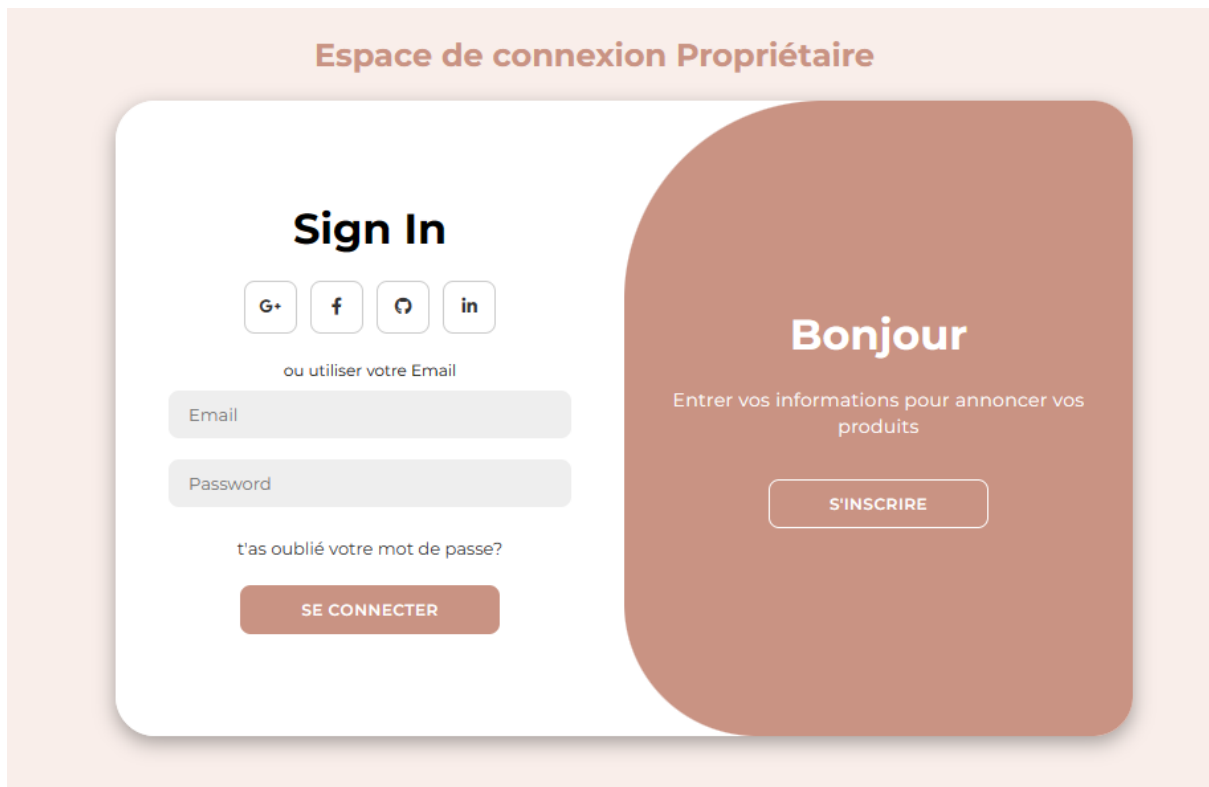 Espace de connexion Propriétaire
Sign In
G+ f in
ou utiliser votre Email
Email
Password
t'as oublié votre mot de passe?
SE CONNECTER
Bonjour
Entrer vos informations pour annoncer vos
produits
S'INSCRIRE